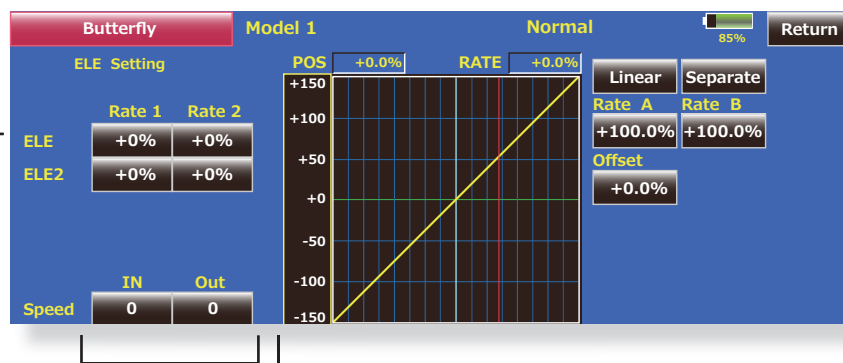 Butterfly Model 1 Normal 85% Return
ELE Setting
POS +0.0% RATE +0.0%
Linear Separate
Rate A Rate B
+100.0% +100.0%
Offset
+0.0%
Rate 1 Rate 2
ELE +0% +0%
ELE2 +0% +0%
IN Out
Speed 0 0
+150
+100
+50
+0
-50
-100
-150